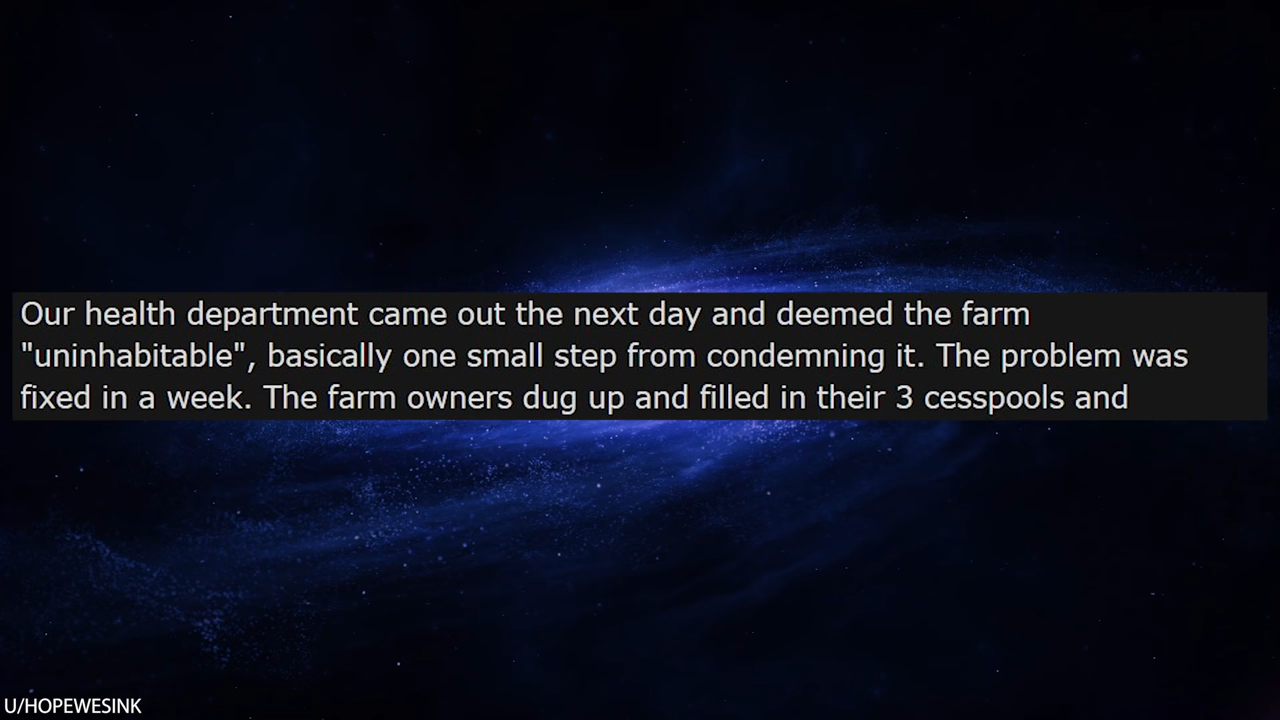 Our health department came out the next day and deemed the farm
"uninhabitable", basically one small step from condemning it. The problem was
fixed in a week. The farm owners dug up and filled in their 3 cesspools and
U/HOPEWESINK